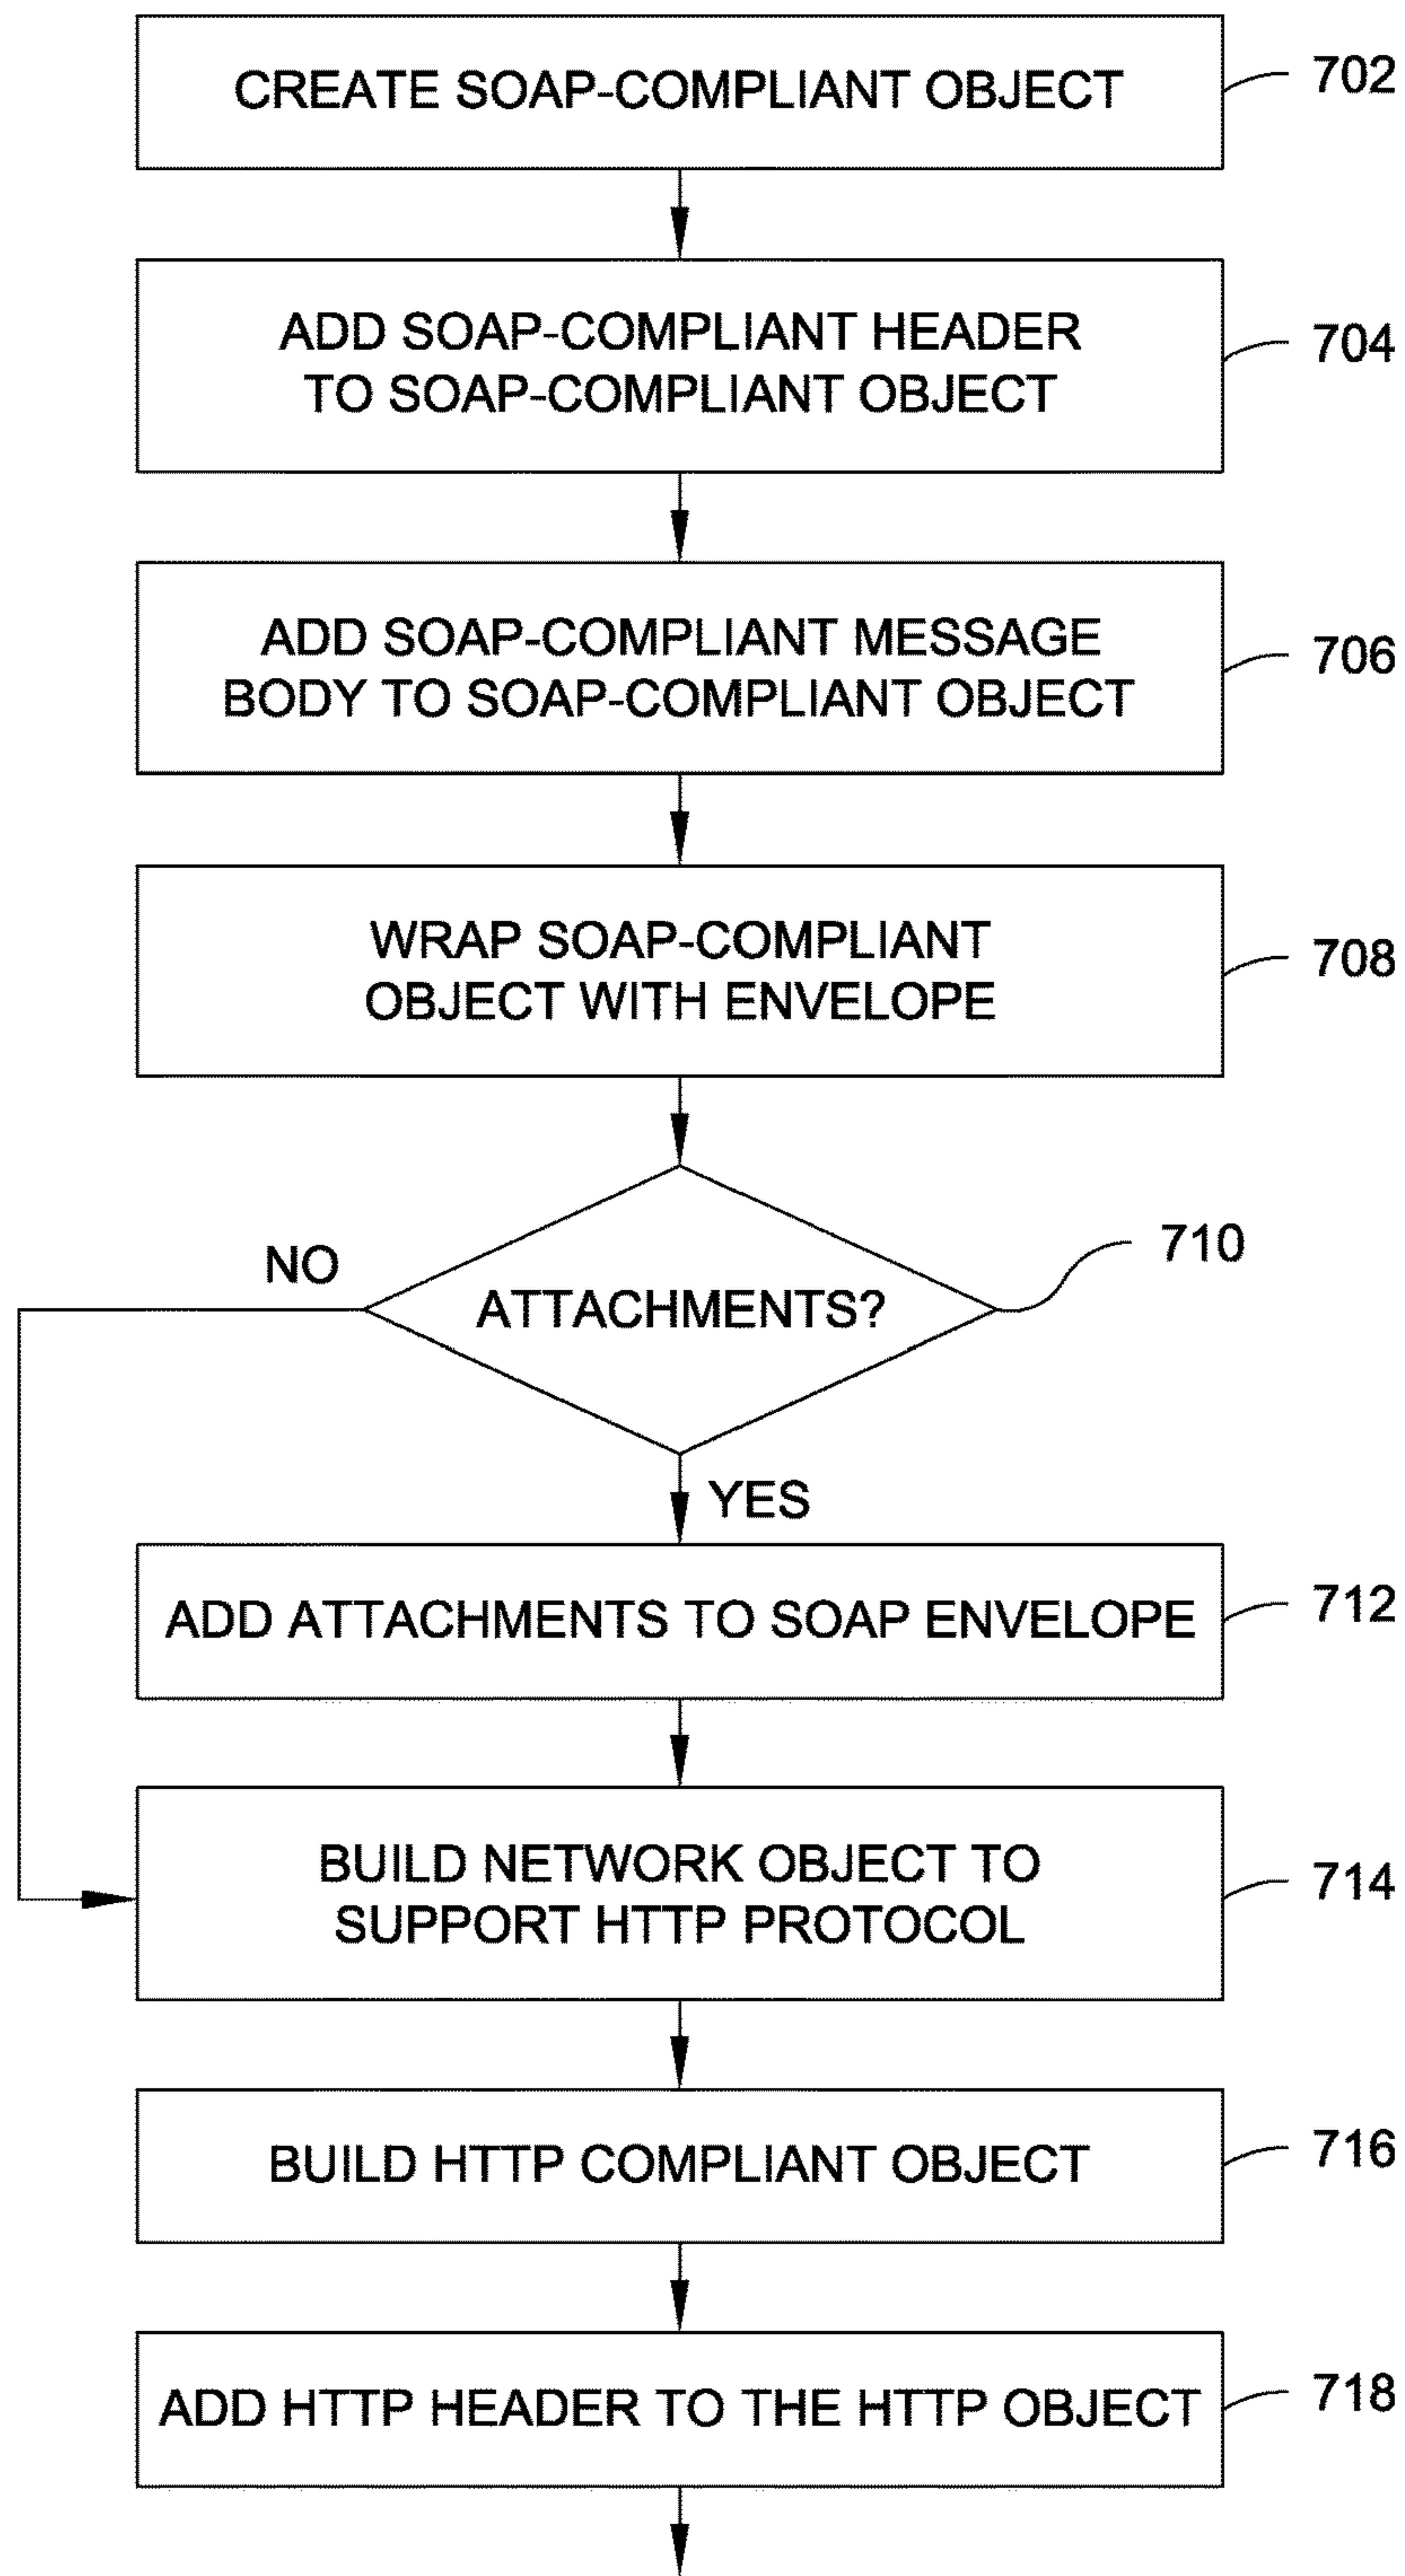 CREATE SOAP-COMPLIANT OBJECT
702
ADD SOAP-COMPLIANT HEADER
TO SOAP-COMPLIANT OBJECT
704
ADD SOAP-COMPLIANT MESSAGE
BODY TO SOAP-COMPLIANT OBJECT
706
WRAP SOAP-COMPLIANT
OBJECT WITH ENVELOPE
708
NO
ATTACHMENTS?
710
YES
ADD ATTACHMENTS TO SOAP ENVELOPE
712
BUILD NETWORK OBJECT TO
SUPPORT HTTP PROTOCOL
714
BUILD HTTP COMPLIANT OBJECT
716
ADD HTTP HEADER TO THE HTTP OBJECT
718